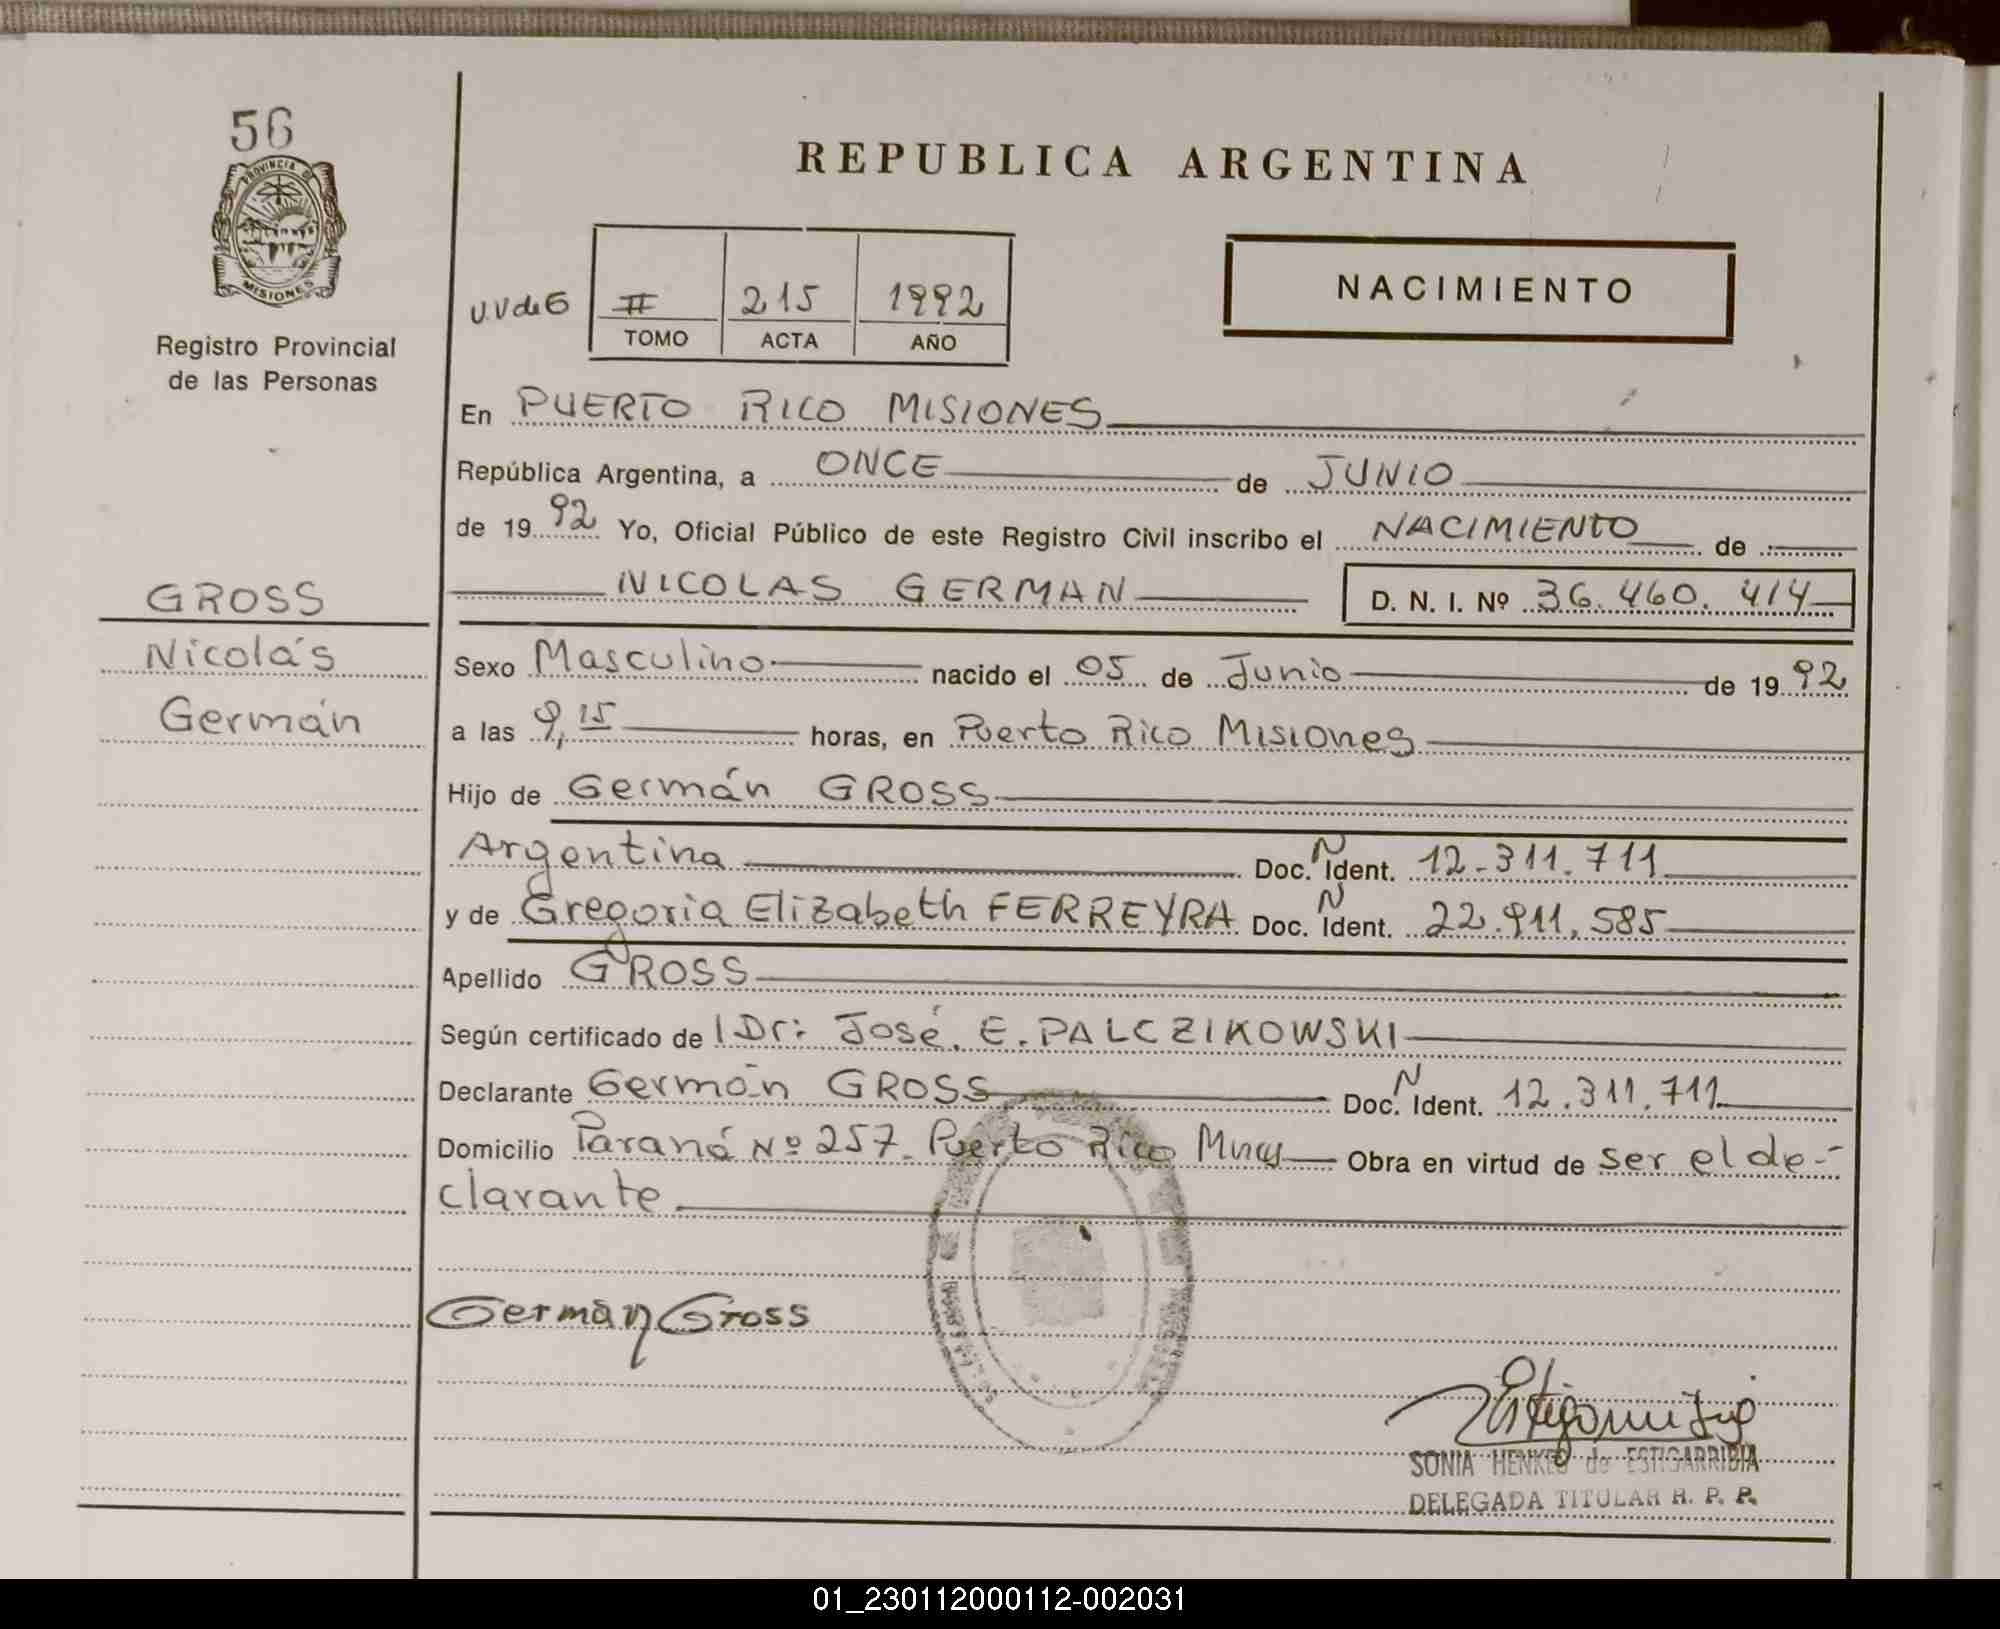 56
PROVINCIA DE
MISIONES
Registro Provincial
de las Personas
REPUBLICA ARGENTINA
NACIMIENTO
II 215 1992
TOMO ACTA AÑO
En PUERTO RICO MISIONES
República Argentina, a ONCE de JUNIO
de 1992 Yo, Oficial Público de este Registro Civil inscribo el NACIMIENTO de
NICOLAS GERMAN D. N. I. Nº 36.460.414
GROSS
Nicolás
Germán
Sexo Masculino nacido el 05 de Junio de 1992
a las 9,15 horas, en Puerto Rico Misiones
Hijo de Germán GROSS
Argentina Doc. N Ident. 12.311.711
y de Gregoria Elizabeth FERREYRA Doc. N Ident. 22.911.585
Apellido GROSS
Según certificado de l Dr: José. E. PALCZIKOWSKI
Declarante Germán GROSS Doc. N Ident. 12.311.711
Domicilio Paraná Nº 257. Puerto Rico Mnes Obra en virtud de ser el de-
clarante
Germán Gross
SONIA HENKES de ESTIGARRIBIA
DELEGADA TITULAR R. P. P.
01_230112000112-002031